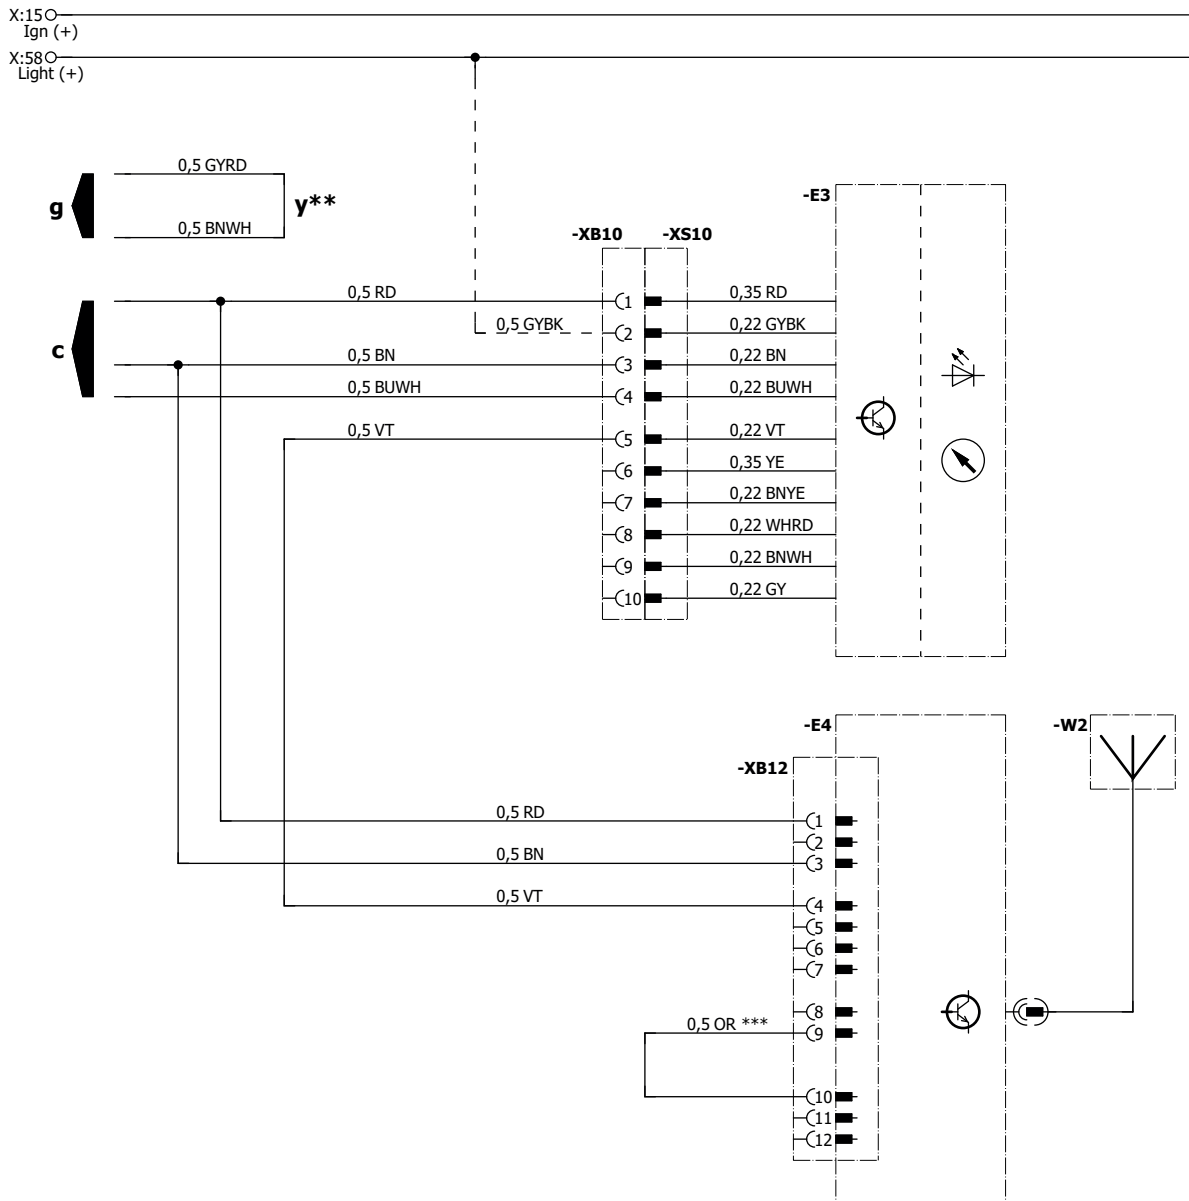 X:15
Ign (+)
X:58
Light (+)
0,5 GYRD
g
y**
0,5 BNWH
-E3
-XB10 -XS10
0,5 RD 1 0,35 RD
0,5 GYBK 2 0,22 GYBK
c
0,5 BN 3 0,22 BN
0,5 BUWH 4 0,22 BUWH
0,5 VT 5 0,22 VT
6 0,35 YE
7 0,22 BNYE
8 0,22 WHRD
9 0,22 BNWH
10 0,22 GY
-E4 -W2
-XB12
0,5 RD 1
2
0,5 BN 3
0,5 VT 4
5
6
7
8
0,5 OR *** 9
10
11
12